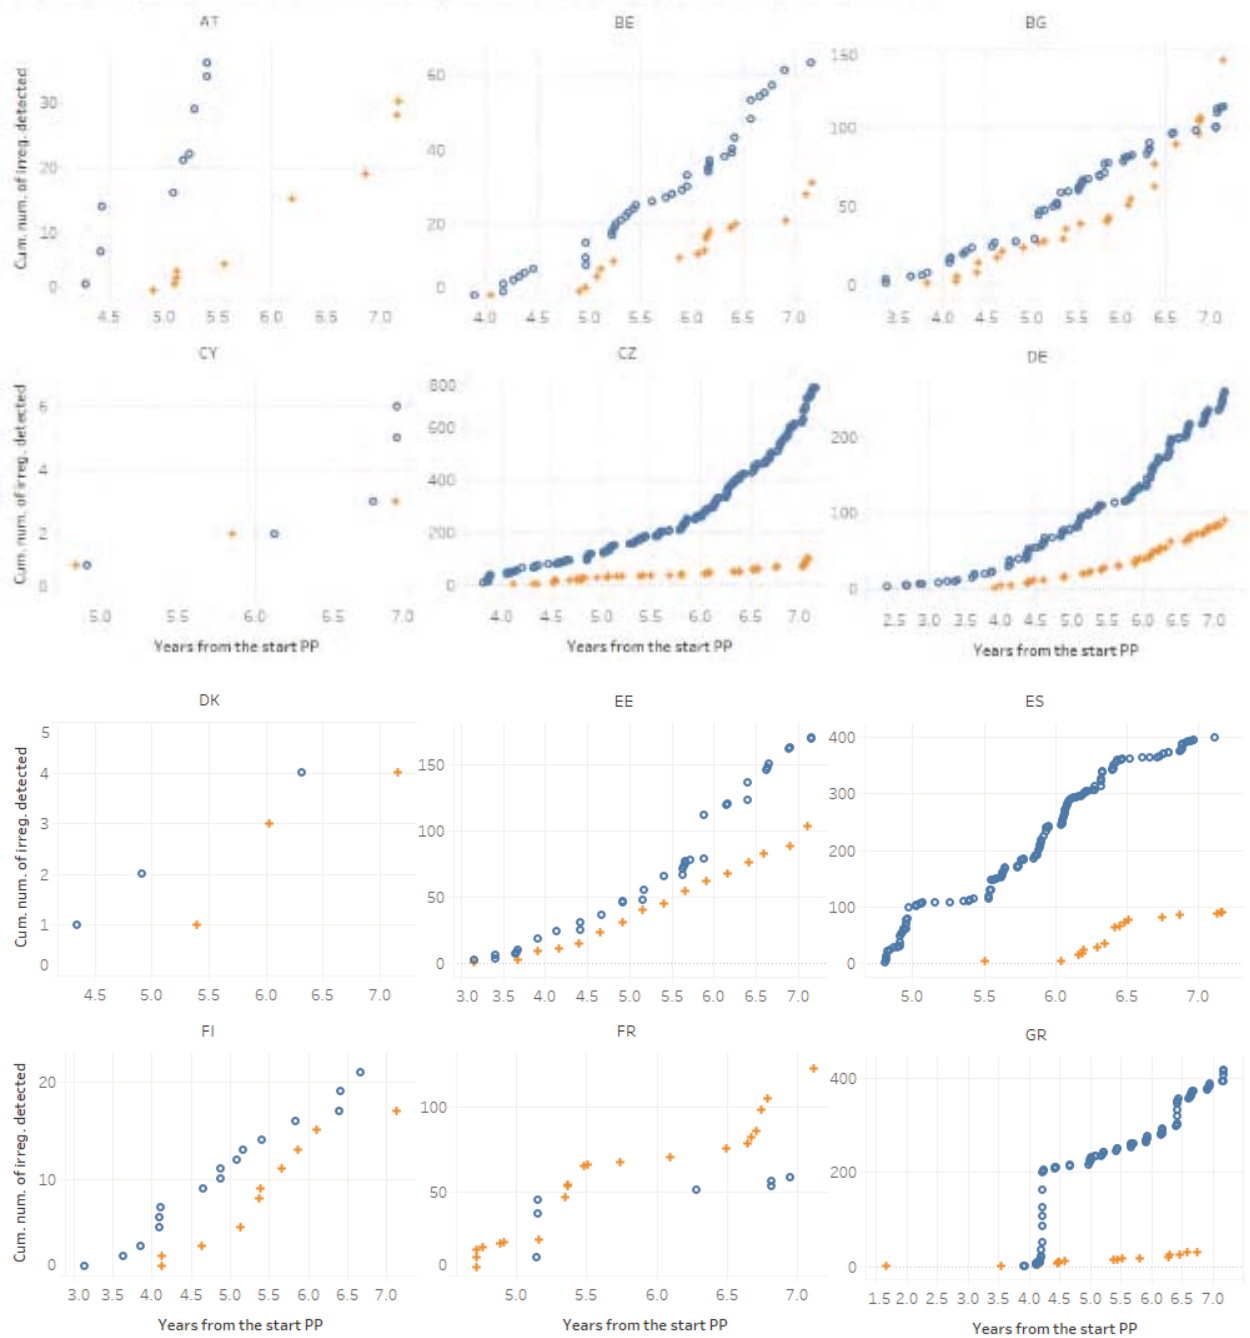 AT BE BG
Cum. num. of irreg. detected
30
20
10
0
4.5 5.0 5.5 6.0 6.5 7.0
60
40
20
0
4.0 4.5 5.0 5.5 6.0 6.5 7.0
150
100
50
0
3.5 4.0 4.5 5.0 5.5 6.0 6.5 7.0
CY CZ DE
Cum. num. of irreg. detected
6
4
2
0
5.0 5.5 6.0 6.5 7.0
800
600
400
200
0
4.0 4.5 5.0 5.5 6.0 6.5 7.0
200
100
0
2.5 3.0 3.5 4.0 4.5 5.0 5.5 6.0 6.5 7.0
Years from the start PP Years from the start PP Years from the start PP
DK EE ES
Cum. num. of irreg. detected
5
4
3
2
1
0
4.5 5.0 5.5 6.0 6.5 7.0
150
100
50
0
3.0 3.5 4.0 4.5 5.0 5.5 6.0 6.5 7.0
400
300
200
100
0
5.0 5.5 6.0 6.5 7.0
FI FR GR
Cum. num. of irreg. detected
20
10
0
3.0 3.5 4.0 4.5 5.0 5.5 6.0 6.5 7.0
100
50
0
5.0 5.5 6.0 6.5 7.0
400
200
0
1.5 2.0 2.5 3.0 3.5 4.0 4.5 5.0 5.5 6.0 6.5 7.0
Years from the start PP Years from the start PP Years from the start PP